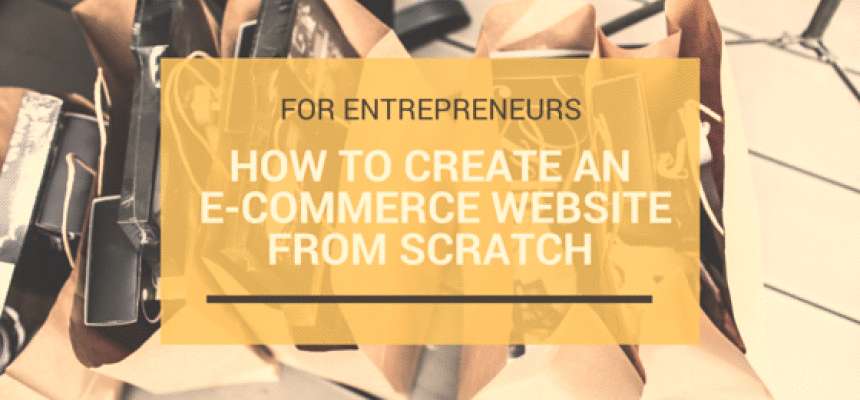 FOR ENTREPRENEURS
HOW TO CREATE AN
E-COMMERCE WEBSITE
FROM SCRATCH